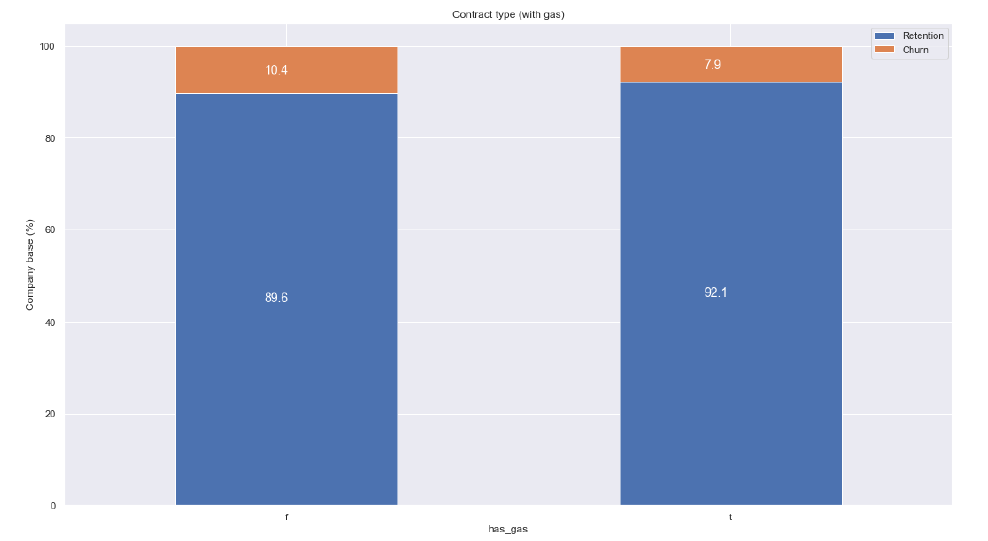 Contract type (with gas)
Retention
Churn
100
80
60
40
20
0
Company base (%)
10.4
7.9
89.6
92.1
f
t
has_gas